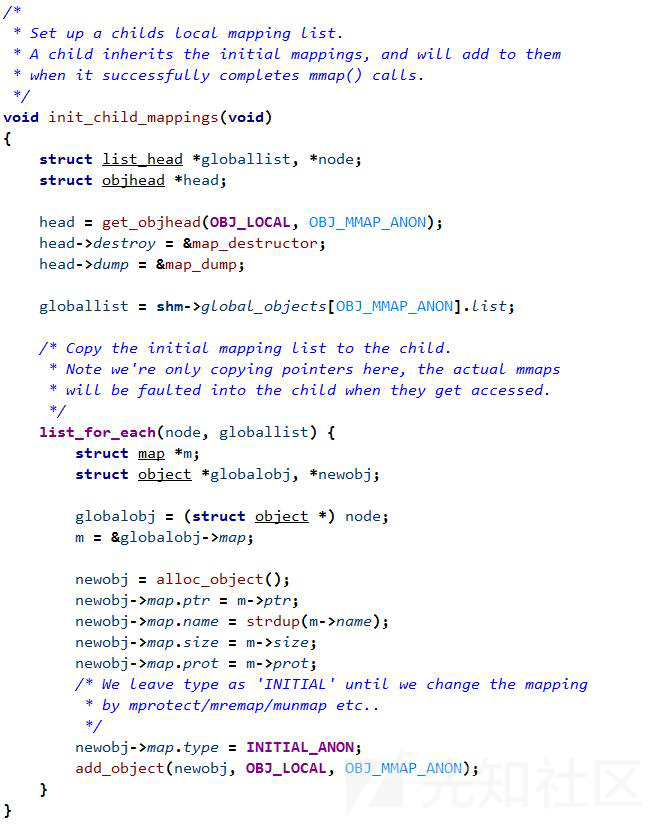 /*
 * Set up a childs local mapping list.
 * A child inherits the initial mappings, and will add to them
 * when it successfully completes mmap() calls.
 */
void init_child_mappings(void)
{
    struct list_head *globallist, *node;
    struct objhead *head;

    head = get_objhead(OBJ_LOCAL, OBJ_MMAP_ANON);
    head->destroy = &map_destructor;
    head->dump = &map_dump;

    globallist = shm->global_objects[OBJ_MMAP_ANON].list;

    /* Copy the initial mapping list to the child.
     * Note we're only copying pointers here, the actual mmaps
     * will be faulted into the child when they get accessed.
     */
    list_for_each(node, globallist) {
        struct map *m;
        struct object *globalobj, *newobj;

        globalobj = (struct object *) node;
        m = &globalobj->map;

        newobj = alloc_object();
        newobj->map.ptr = m->ptr;
        newobj->map.name = strdup(m->name);
        newobj->map.size = m->size;
        newobj->map.prot = m->prot;
        /* We leave type as 'INITIAL' until we change the mapping
         * by mprotect/mremap/munmap etc..
         */
        newobj->map.type = INITIAL_ANON;
        add_object(newobj, OBJ_LOCAL, OBJ_MMAP_ANON);
    }
}
先知社区